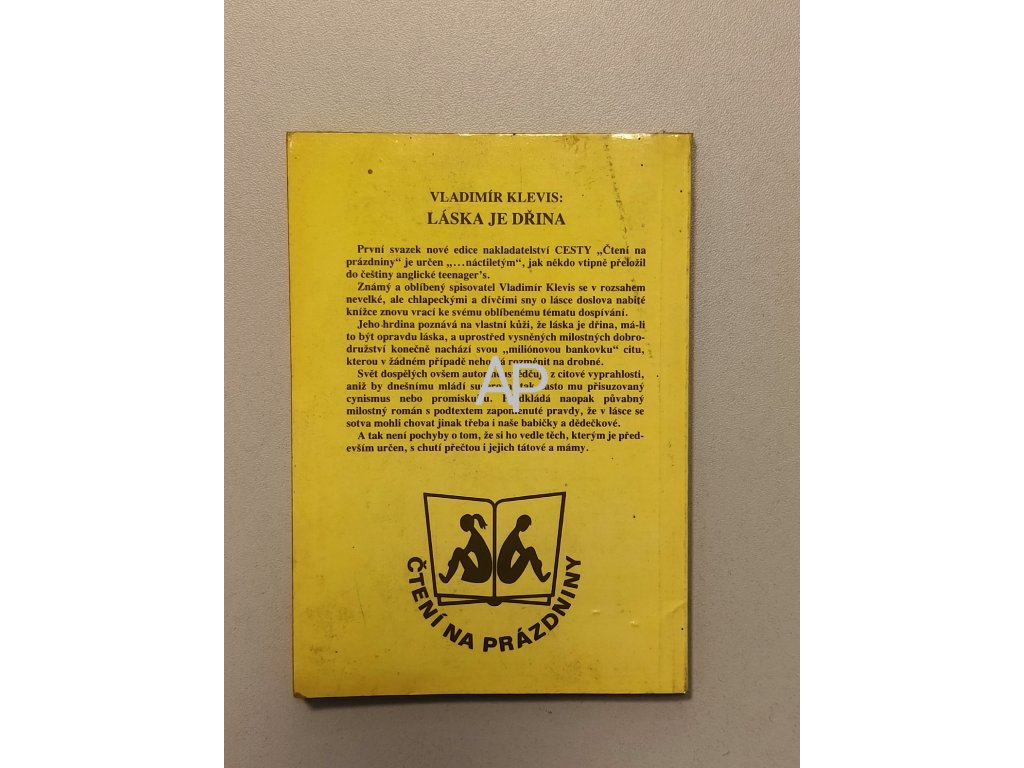 VLADIMÍR KLEVIS:
LÁSKA JE DŘINA
První svazek nové edice nakladatelství CESTY „Čtení na
prázdniny“ je určen „...náctiletým“, jak někdo vtipně přeložil
do češtiny anglické teenager's.
Známý a oblíbený spisovatel Vladimír Klevis se v rozsahem
nevelké, ale chlapeckými a dívčími sny o lásce doslova nabité
knížce znovu vrací ke svému oblíbenému tématu dospívání.
Jeho hrdina poznává na vlastní kůži, že láska je dřina, má-li
to být opravdu láska, a uprostřed vysněných milostných dobro-
družství konečně nachází svou „miliónovou bankovku“ citu,
kterou v žádném případě nehodlá rozměnit na drobné.
Svět dospělých ovšem autor z citové vyprahlosti,
aniž by dnešnímu mládí tak často mu přisuzovaný
cynismus nebo promiskuitu. Předkládá naopak půvabný
milostný román s podtextem zapomenuté pravdy, že v lásce se
sotva mohli chovat jinak třeba i naše babičky a dědečkové.
A tak není pochyby o tom, že si ho vedle těch, kterým je pře-
devším určen, s chutí přečtou i jejich tátové a mámy.
AP
ČTENÍ NA PRÁZDNINY